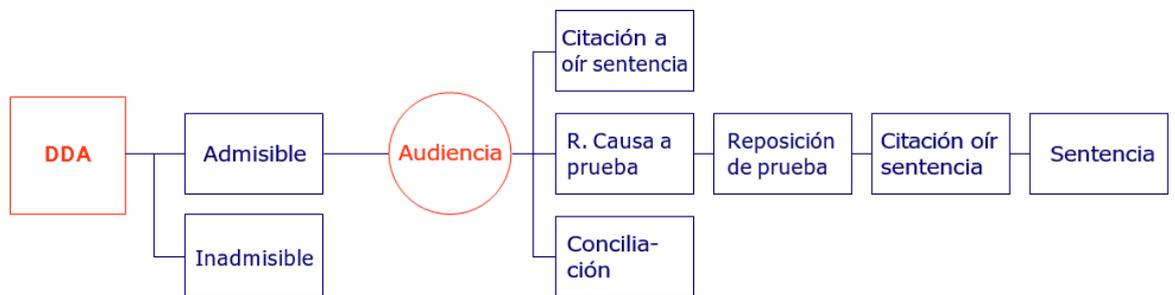 DDA
Admisible
Inadmisible
Audiencia
Citación a
oír sentencia
R. Causa a
prueba
Concilia-
ción
Reposición
de prueba
Citación oír
sentencia
Sentencia